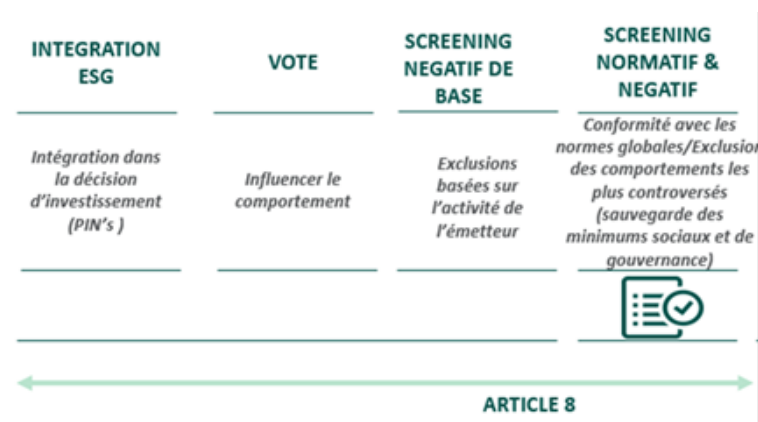 INTEGRATION
ESG
VOTE
SCREENING
NEGATIF DE
BASE
SCREENING
NORMATIF &
NEGATIF
Intégration dans
la décision
d'investissement
(PIN's )
Influencer le
comportement
Exclusions
basées sur
l'activité de
l'émetteur
Conformité avec les
normes globales/Exclusion
des comportements les
plus controversés
(sauvegarde des
minimums sociaux et de
gouvernance)
ARTICLE 8